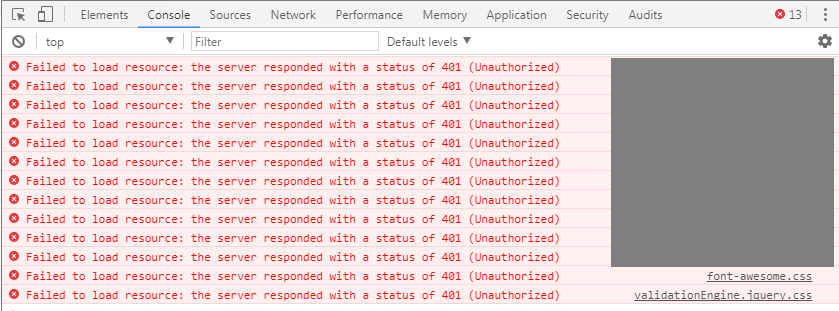 Elements Console Sources Network Performance Memory Application Security Audits 13
top Filter Default levels
Failed to load resource: the server responded with a status of 401 (Unauthorized)
Failed to load resource: the server responded with a status of 401 (Unauthorized)
Failed to load resource: the server responded with a status of 401 (Unauthorized)
Failed to load resource: the server responded with a status of 401 (Unauthorized)
Failed to load resource: the server responded with a status of 401 (Unauthorized)
Failed to load resource: the server responded with a status of 401 (Unauthorized)
Failed to load resource: the server responded with a status of 401 (Unauthorized)
Failed to load resource: the server responded with a status of 401 (Unauthorized)
Failed to load resource: the server responded with a status of 401 (Unauthorized)
Failed to load resource: the server responded with a status of 401 (Unauthorized)
Failed to load resource: the server responded with a status of 401 (Unauthorized)
Failed to load resource: the server responded with a status of 401 (Unauthorized) font-awesome.css
Failed to load resource: the server responded with a status of 401 (Unauthorized) validationEngine.jquery.css